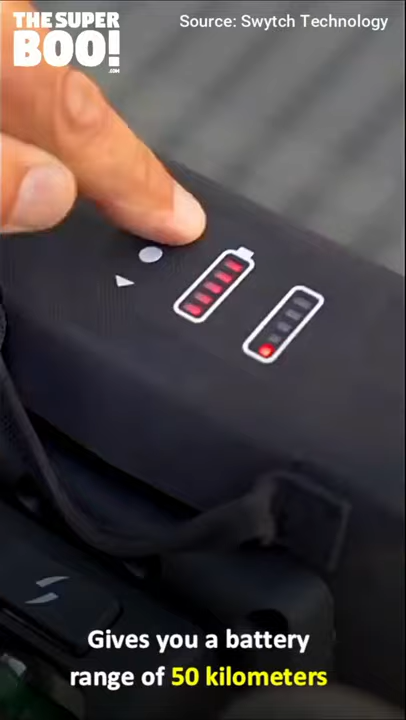 THE SUPER
BOO!
.COM
Source: Swytch Technology
Gives you a battery
range of 50 kilometers